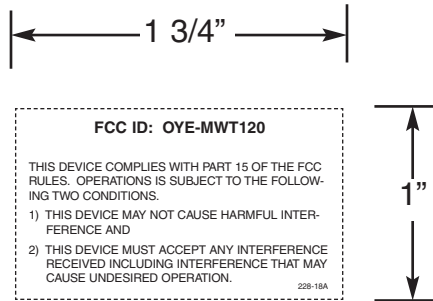 1 3/4”
FCC ID: OYE-MWT120
1”
THIS DEVICE COMPLIES WITH PART 15 OF THE FCC
RULES. OPERATIONS IS SUBJECT TO THE FOLLOW-
ING TWO CONDITIONS.
1) THIS DEVICE MAY NOT CAUSE HARMFUL INTER-
FERENCE AND
2) THIS DEVICE MUST ACCEPT ANY INTERFERENCE
RECEIVED INCLUDING INTERFERENCE THAT MAY
CAUSE UNDESIRED OPERATION.
228-18A